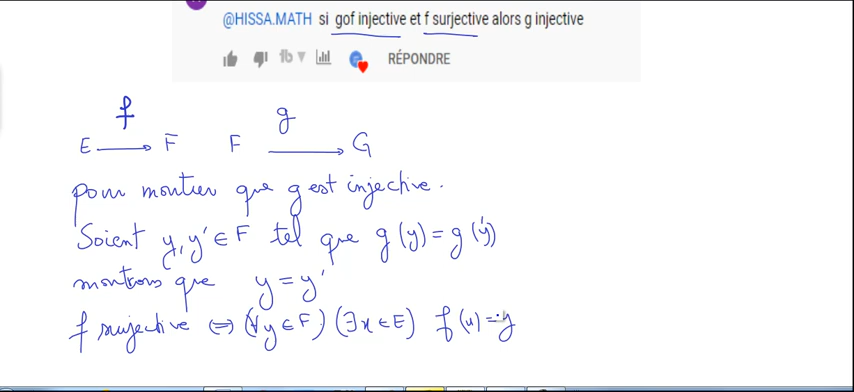 @HISSA.MATH si gof injective et f surjective alors g injective
RÉPONDRE
f g
E → F F → G
pour montrer que g est injective.
Soient y, y' ∈ F tel que g(y) = g(y')
montrons que y = y'
f surjective ⇔ (∀y ∈ F) (∃x ∈ E) f(x) = y